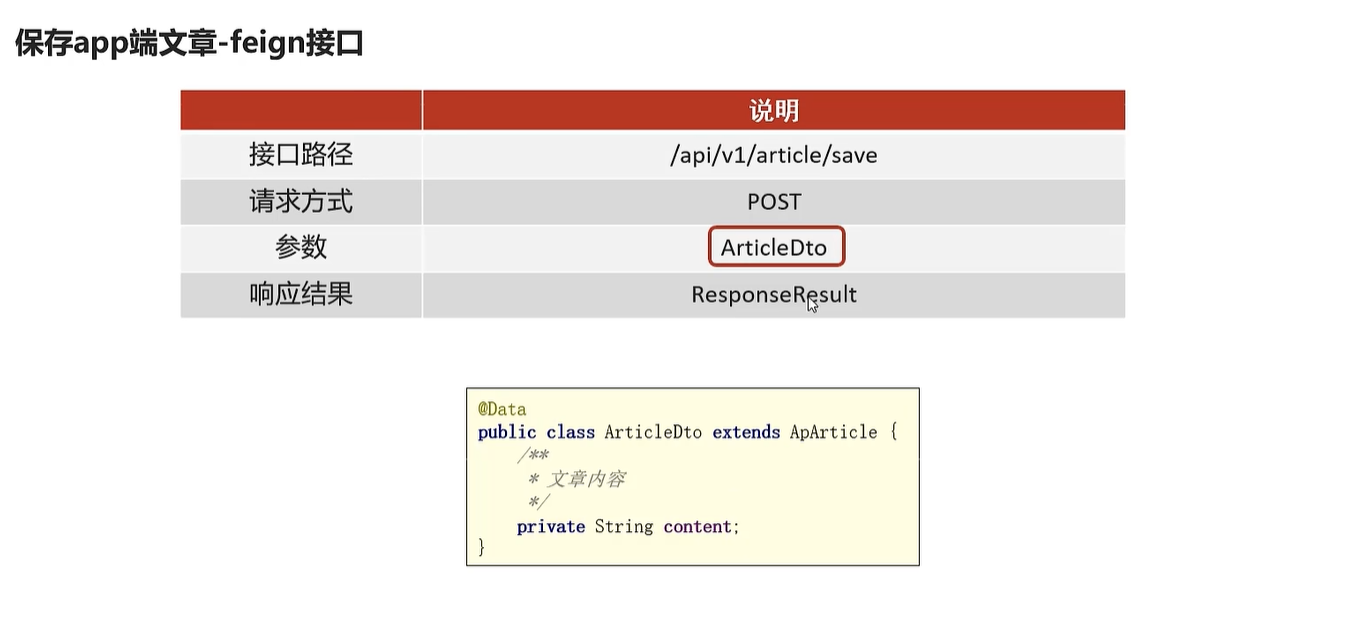 保存app端文章-feign接口
说明
接口路径 /api/v1/article/save
请求方式 POST
参数 ArticleDto
响应结果 ResponseResult
@Data
public class ArticleDto extends ApArticle {
/**
* 文章内容
*/
private String content;
}